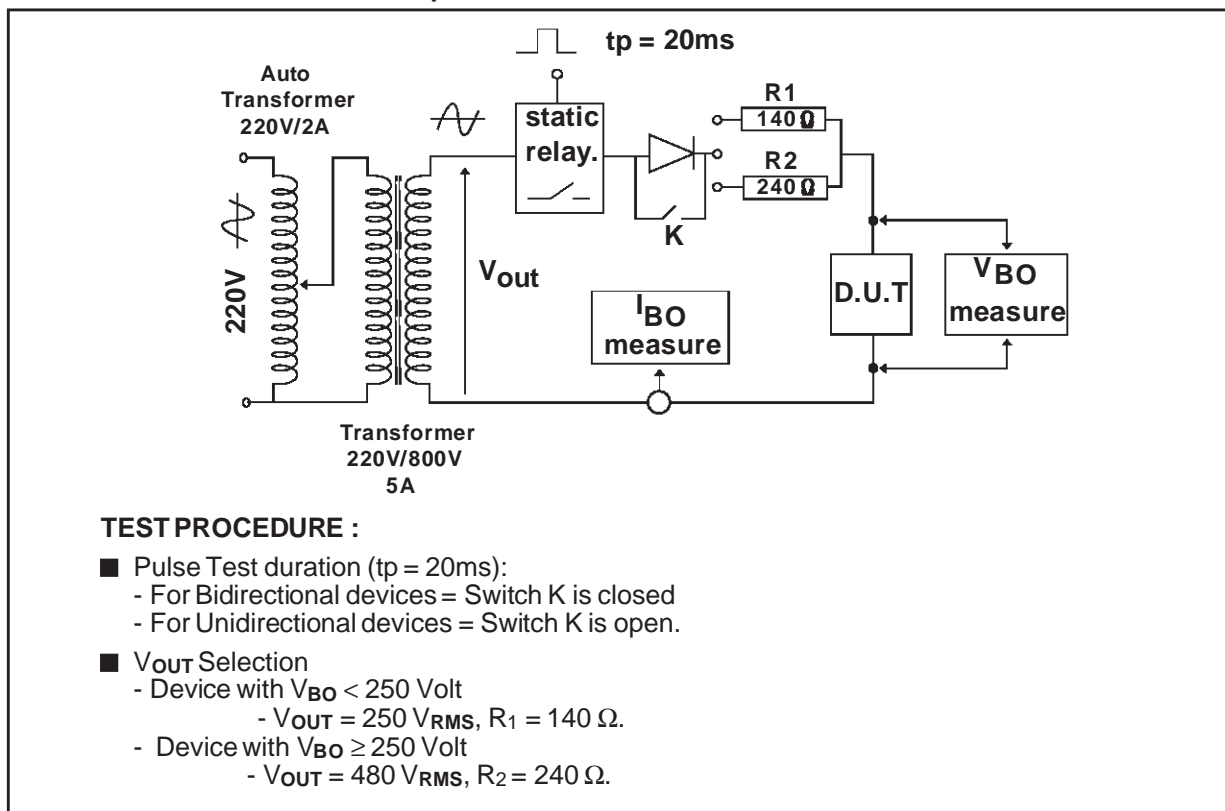 tp = 20ms
Auto
Transformer
220V/2A
static
relay.
R1
140 Ω
R2
240 Ω
K
220V
Vout
IBO
measure
D.U.T
VBO
measure
Transformer
220V/800V
5A
TEST PROCEDURE :
■ Pulse Test duration (tp = 20ms):
- For Bidirectional devices = Switch K is closed
- For Unidirectional devices = Switch K is open.
■ VOUT Selection
- Device with VBO < 250 Volt
- VOUT = 250 VRMS, R1 = 140 Ω.
- Device with VBO ≥ 250 Volt
- VOUT = 480 VRMS, R2 = 240 Ω.